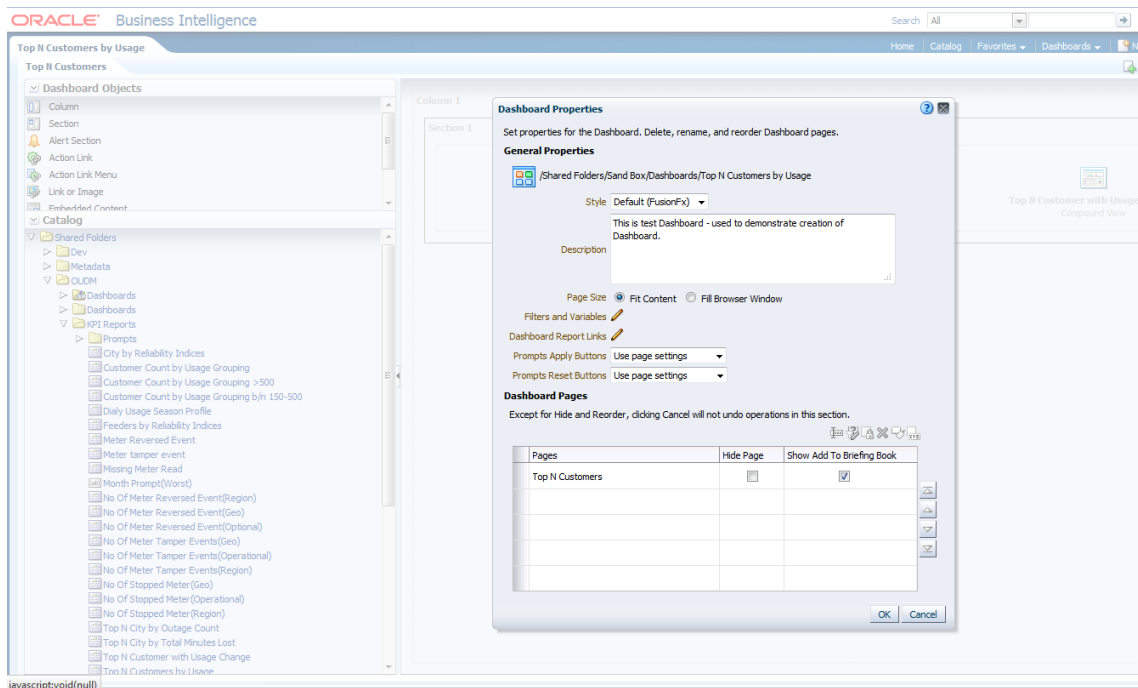 ORACLE Business Intelligence
Search All
Top N Customers by Usage
Home Catalog Favorites Dashboards N
Top N Customers
Dashboard Objects
Column
Section
Alert Section
Action Link
Action Link Menu
Link or Image
Embedded Content
Catalog
Shared Folders
Dev
Metadata
OUDM
Dashboards
Dashboards
KPI Reports
Prompts
City by Reliability Indices
Customer Count by Usage Grouping
Customer Count by Usage Grouping >500
Customer Count by Usage Grouping b/n 150-500
Dialy Usage Season Profile
Feeders by Reliability Indices
Meter Reversed Event
Meter tamper event
Missing Meter Read
Month Prompt(Worst)
No Of Meter Reversed Event(Region)
No Of Meter Reversed Event(Geo)
No Of Meter Reversed Event(Optional)
No Of Meter Tamper Events(Geo)
No Of Meter Tamper Events(Operational)
No Of Meter Tamper Events(Region)
No Of Stopped Meter(Geo)
No Of Stopped Meter(Operational)
No Of Stopped Meter(Region)
Top N City by Outage Count
Top N City by Total Minutes Lost
Top N Customer with Usage Change
Top N Customers by Usage
javascript:void(null)
Column 1
Section 1
Dashboard Properties
Set properties for the Dashboard. Delete, rename, and reorder Dashboard pages.
General Properties
/Shared Folders/Sand Box/Dashboards/Top N Customers by Usage
Style Default (FusionFx)
Description
This is test Dashboard - used to demonstrate creation of
Dashboard.
Page Size Fit Content Fill Browser Window
Filters and Variables
Dashboard Report Links
Prompts Apply Buttons Use page settings
Prompts Reset Buttons Use page settings
Dashboard Pages
Except for Hide and Reorder, clicking Cancel will not undo operations in this section.
Pages Hide Page Show Add To Briefing Book
Top N Customers
OK Cancel
Top N Customer with Usage
Compound View